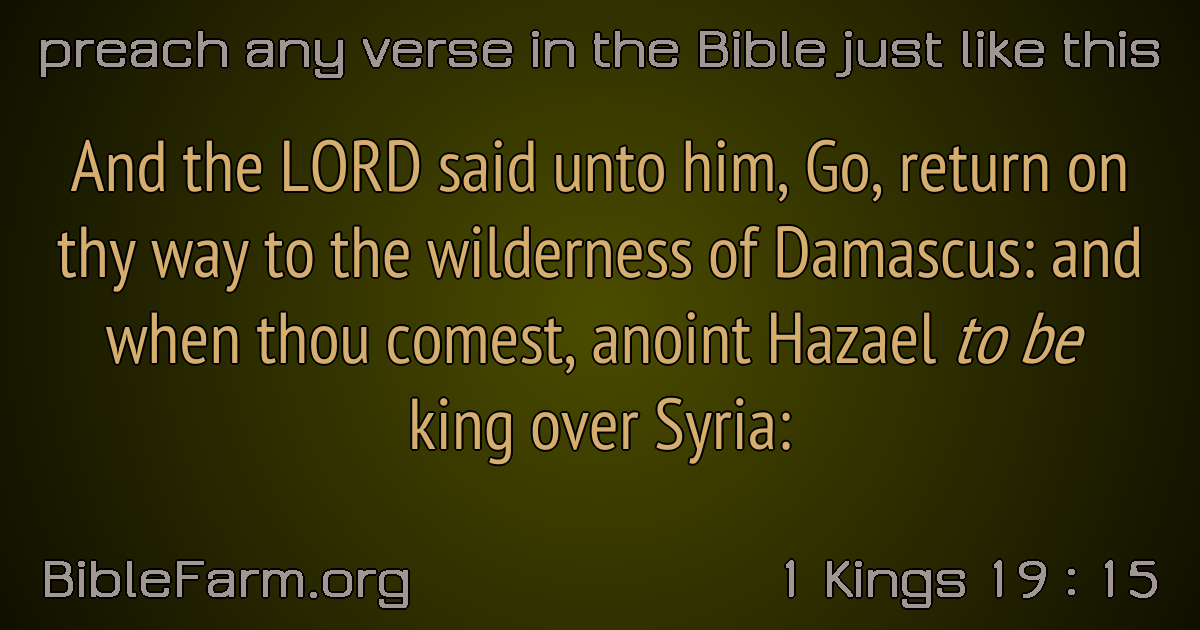 preach any verse in the Bible just like this
And the LORD said unto him, Go, return on
thy way to the wilderness of Damascus: and
when thou comest, anoint Hazael to be
king over Syria:
BibleFarm.org
1 Kings 19 : 15